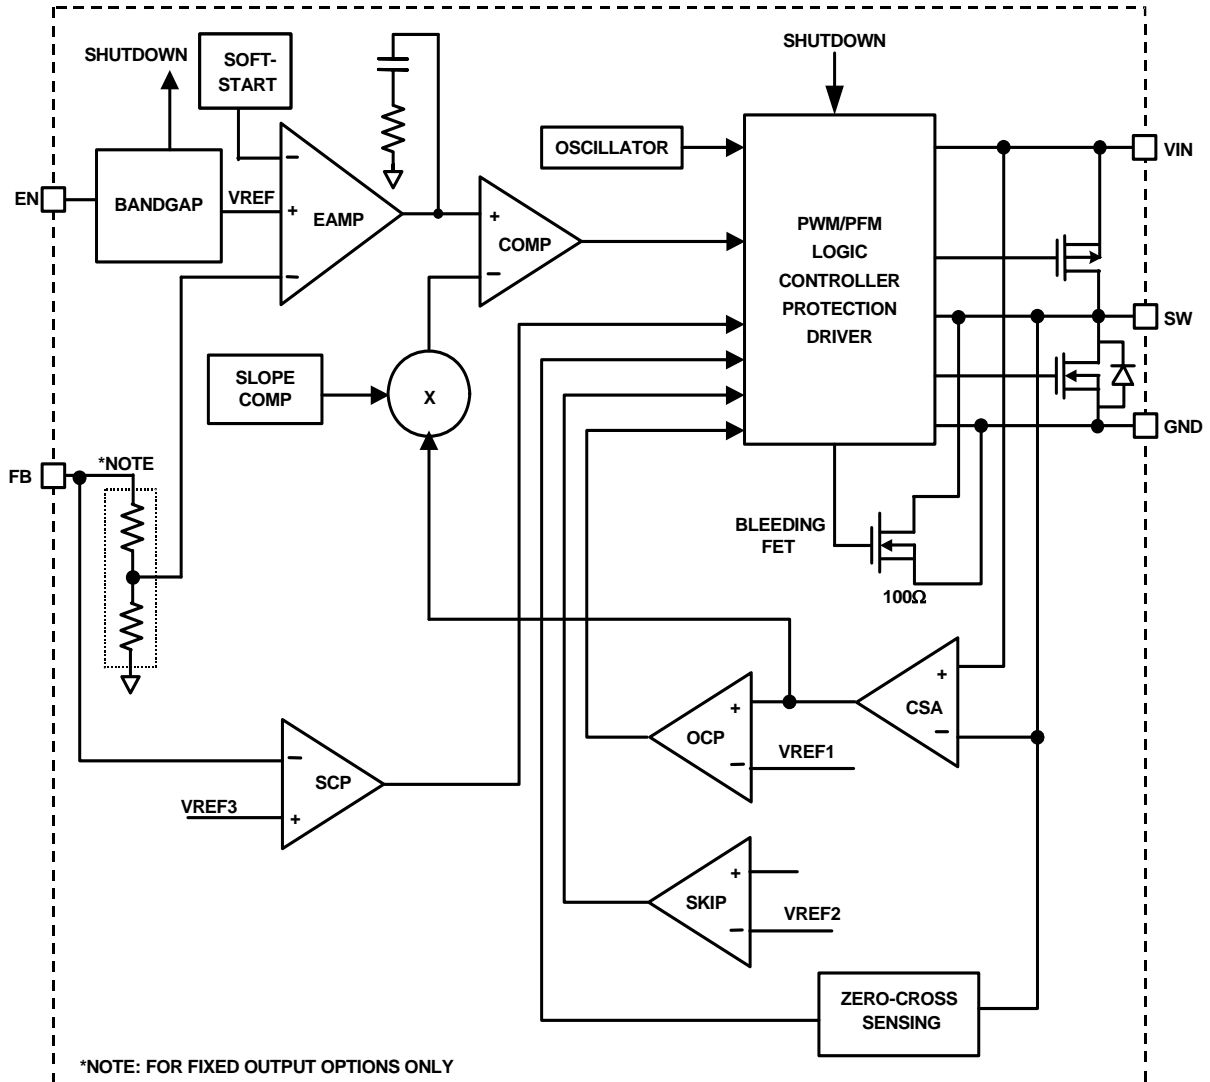 SHUTDOWN
SOFT-
START
SHUTDOWN
OSCILLATOR
VIN
EN
BANDGAP
VREF
−
+
−
EAMP
+
−
COMP
PWM/PFM
LOGIC
CONTROLLER
PROTECTION
DRIVER
SW
SLOPE
COMP
X
GND
FB
*NOTE
BLEEDING
FET
100Ω
+
−
CSA
OCP
+
−
VREF1
−
+
SCP
VREF3
SKIP
+
−
VREF2
ZERO-CROSS
SENSING
*NOTE: FOR FIXED OUTPUT OPTIONS ONLY